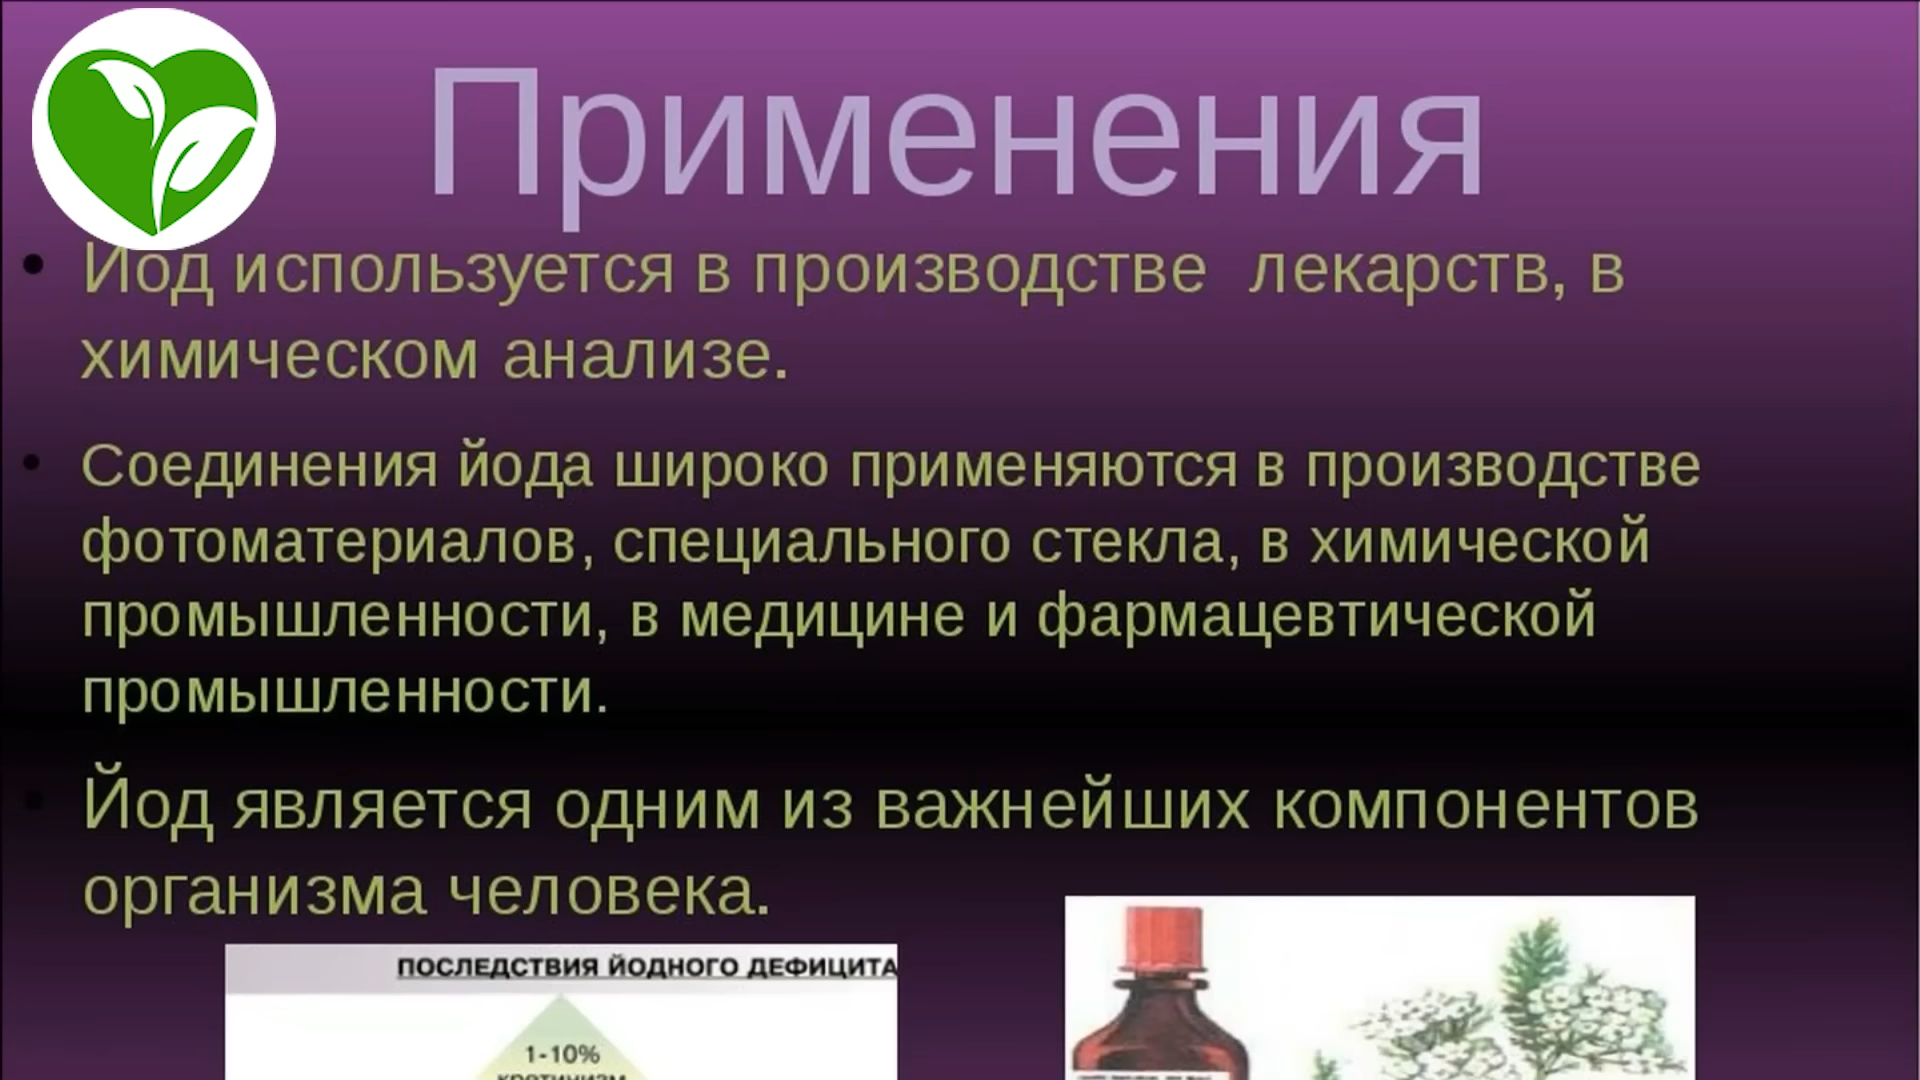 Применения
• Йод используется в производстве лекарств, в
химическом анализе.
• Соединения йода широко применяются в производстве
фотоматериалов, специального стекла, в химической
промышленности, в медицине и фармацевтической
промышленности.
• Йод является одним из важнейших компонентов
организма человека.
ПОСЛЕДСТВИЯ ЙОДНОГО ДЕФИЦИТА
1-10%
кретинизм